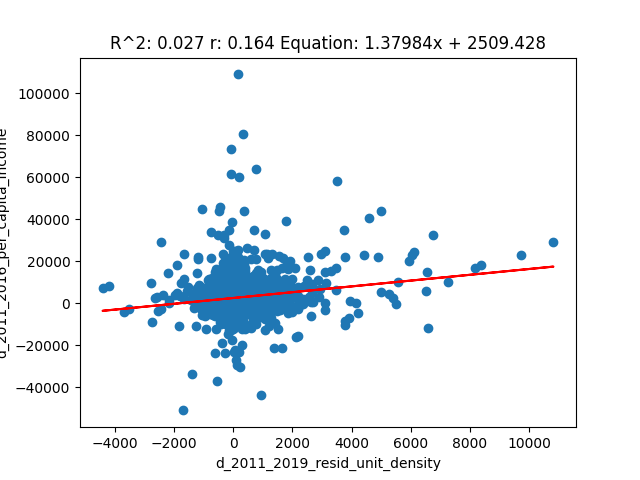 R^2: 0.027 r: 0.164 Equation: 1.37984x + 2509.428
100000
80000
60000
40000
20000
0
−20000
−40000
d_2011_2016_per_capita_income
−4000 −2000 0 2000 4000 6000 8000 10000
d_2011_2019_resid_unit_density